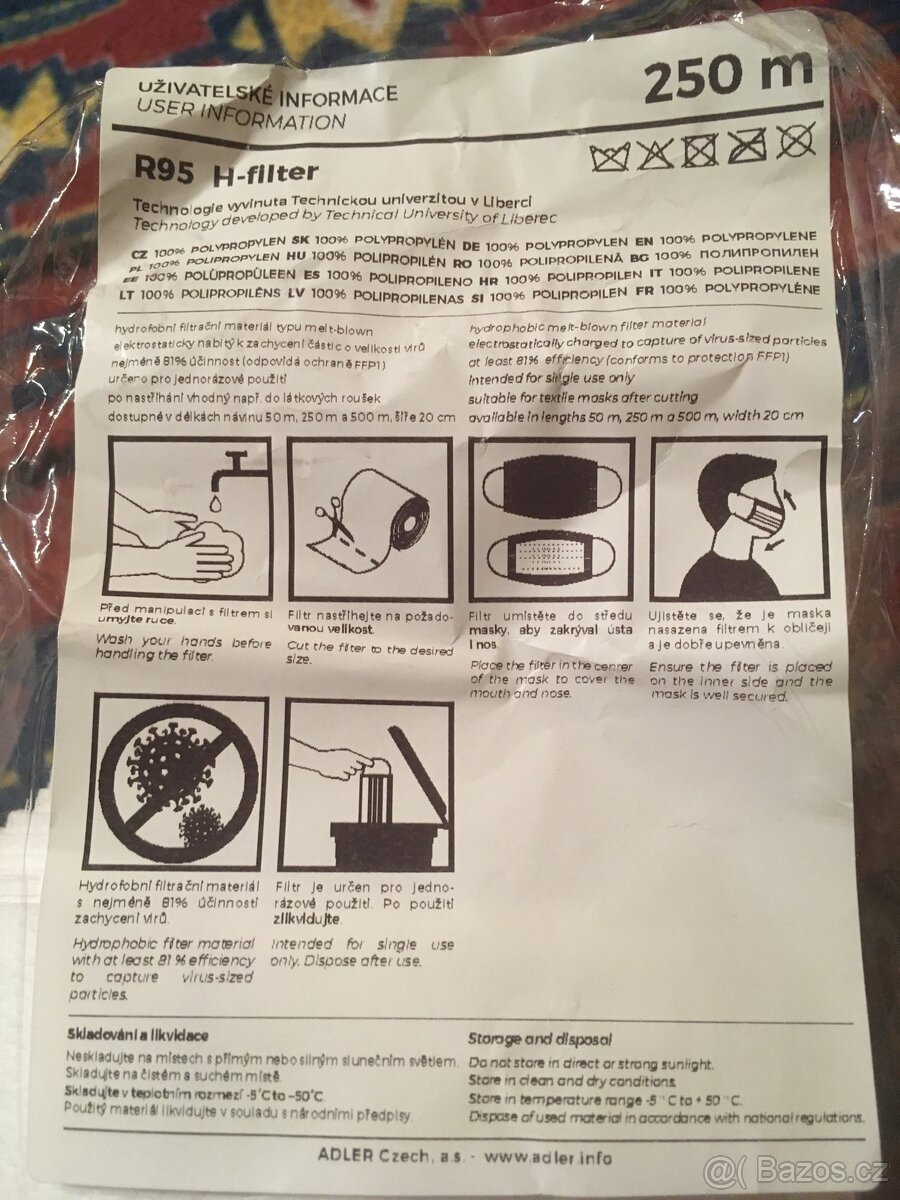 UŽIVATELSKÉ INFORMACE
USER INFORMATION
250 m
R95 H-filter
Technologie vyvinuta Technickou univerzitou v Liberci
Technology developed by Technical University of Liberec
CZ 100% POLYPROPYLEN SK 100% POLYPROPYLÉN DE 100% POLYPROPYLEN EN 100% POLYPROPYLENE
PL 100% POLYPROPYLEN HU 100% POLIPROPILÉN RO 100% POLIPROPILENĂ BG 100% ПОЛИПРОПИЛЕН
EE 100% POLÜPROPÜLEEN ES 100% POLIPROPILENO HR 100% POLIPROPILEN IT 100% POLIPROPILENE
LT 100% POLIPROPILĒNS LV 100% POLIPROPILENAS SI 100% POLIPROPILEN FR 100% POLYPROPYLÈNE
hydrofobní filtrační materiál typu melt-blown
elektrostaticky nabitý k zachycení částic o velikosti virů
nejméně 81% účinnost (odpovídá ochraně FFP1)
určeno pro jednorázové použití
po nastříhání vhodný např. do látkových roušek
dostupné v délkách návinu 50 m, 250 m a 500 m, šíře 20 cm
hydrophobic melt-blown filter material
electrostatically charged to capture of virus-sized particles
at least 81% efficiency (conforms to protection FFP1)
intended for single use only
suitable for textile masks after cutting
available in lengths 50 m, 250 m a 500 m, width 20 cm
Před manipulací s filtrem si
umyjte ruce.
Wash your hands before
handling the filter.
Filtr nastříhejte na požado-
vanou velikost.
Cut the filter to the desired
size.
Filtr umístěte do středu
masky, aby zakrýval ústa
i nos.
Place the filter in the center
of the mask to cover the
mouth and nose.
Ujistěte se, že je maska
nasazena filtrem k obličeji
a je dobře upevněna.
Ensure the filter is placed
on the inner side and the
mask is well secured.
Hydrofobní filtrační materiál
s nejméně 81% účinností
zachycení virů.
Hydrophobic filter material
with at least 81 % efficiency
to capture virus-sized
particles.
Filtr je určen pro jedno-
rázové použití. Po použití
zlikvidujte.
Intended for single use
only. Dispose after use.
Skladování a likvidace
Neskladujte na místech s přímým nebo silným slunečním světlem.
Skladujte na čistém a suchém místě.
Skladujte v teplotním rozmezí -5°C to ~50°C.
Použitý materiál likvidujte v souladu s národními předpisy.
Storage and disposal
Do not store in direct or strong sunlight.
Store in clean and dry conditions.
Store in temperature range -5 °C to + 50 °C.
Dispose of used material in accordance with national regulations.
ADLER Czech, a.s. - www.adler.info
@( Bazos.cz